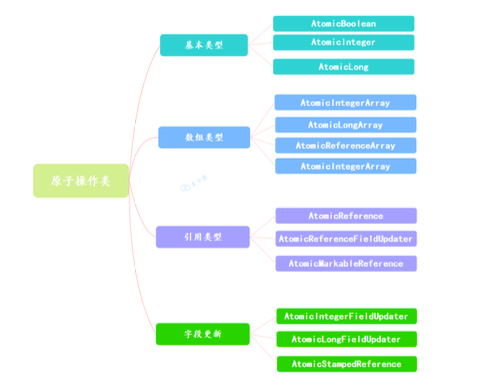 原子操作类
基本类型
AtomicBoolean
AtomicInteger
AtomicLong
数组类型
AtomicIntegerArray
AtomicLongArray
AtomicReferenceArray
AtomicIntegerArray
引用类型
AtomicReference
AtomicReferenceFieldUpdater
AtomicMarkableReference
字段更新
AtomicIntegerFieldUpdater
AtomicLongFieldUpdater
AtomicStampedReference